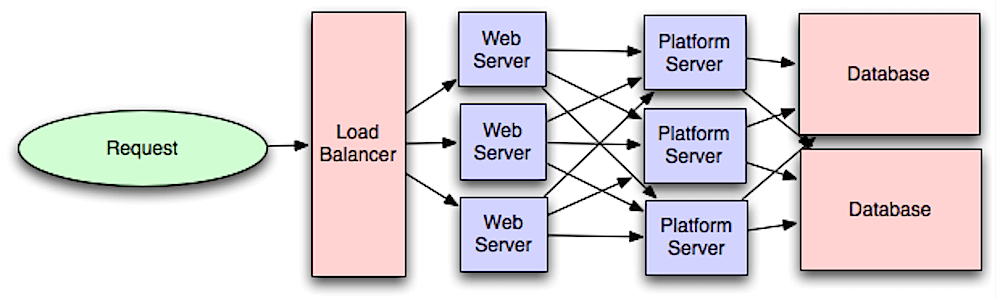 Request
Load
Balancer
Web
Server
Web
Server
Web
Server
Platform
Server
Platform
Server
Platform
Server
Database
Database